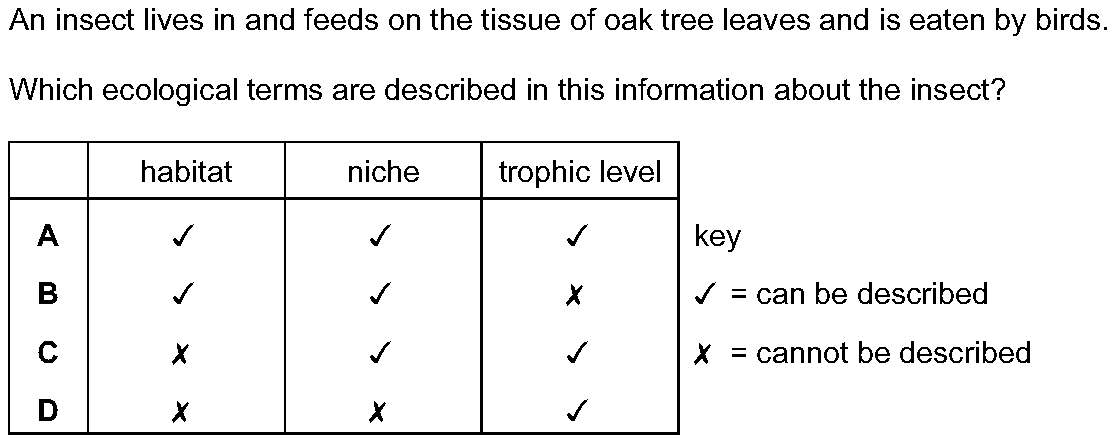 An insect lives in and feeds on the tissue of oak tree leaves and is eaten by birds.
Which ecological terms are described in this information about the insect?
habitat niche trophic level
A ✓ ✓ ✓ key
B ✓ ✓ ✗ ✓ = can be described
C ✗ ✓ ✓ ✗ = cannot be described
D ✗ ✗ ✓